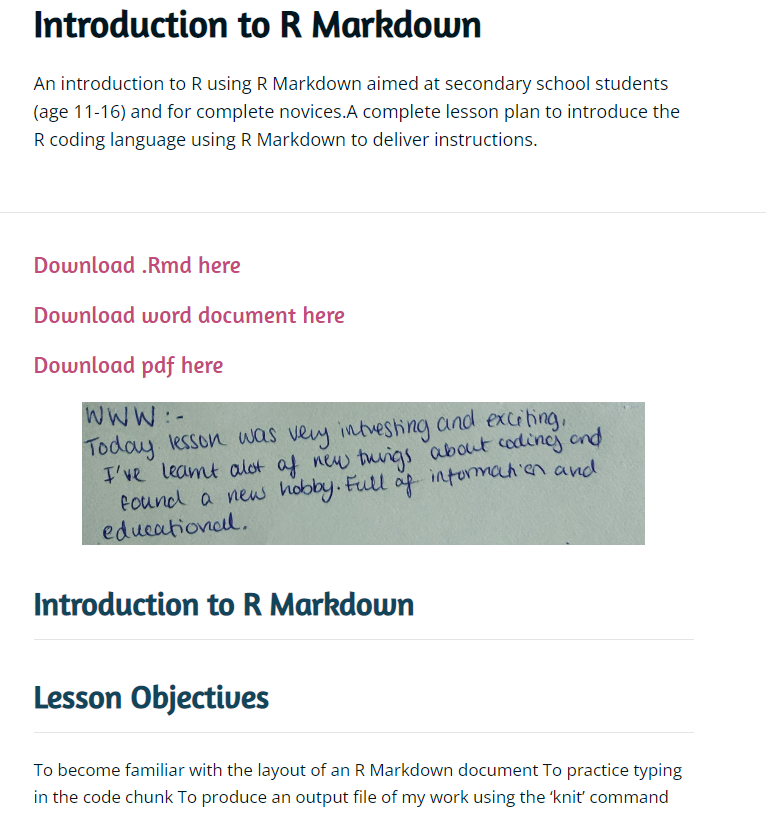 Introduction to R Markdown
An introduction to R using R Markdown aimed at secondary school students
(age 11-16) and for complete novices.A complete lesson plan to introduce the
R coding language using R Markdown to deliver instructions.
Download .Rmd here
Download word document here
Download pdf here
WWW :-
Today lesson was very intresting and exciting,
I've learnt alot of new things about coding and
found a new hobby. Full of information and
educational.
Introduction to R Markdown
Lesson Objectives
To become familiar with the layout of an R Markdown document To practice typing
in the code chunk To produce an output file of my work using the ‘knit’ command